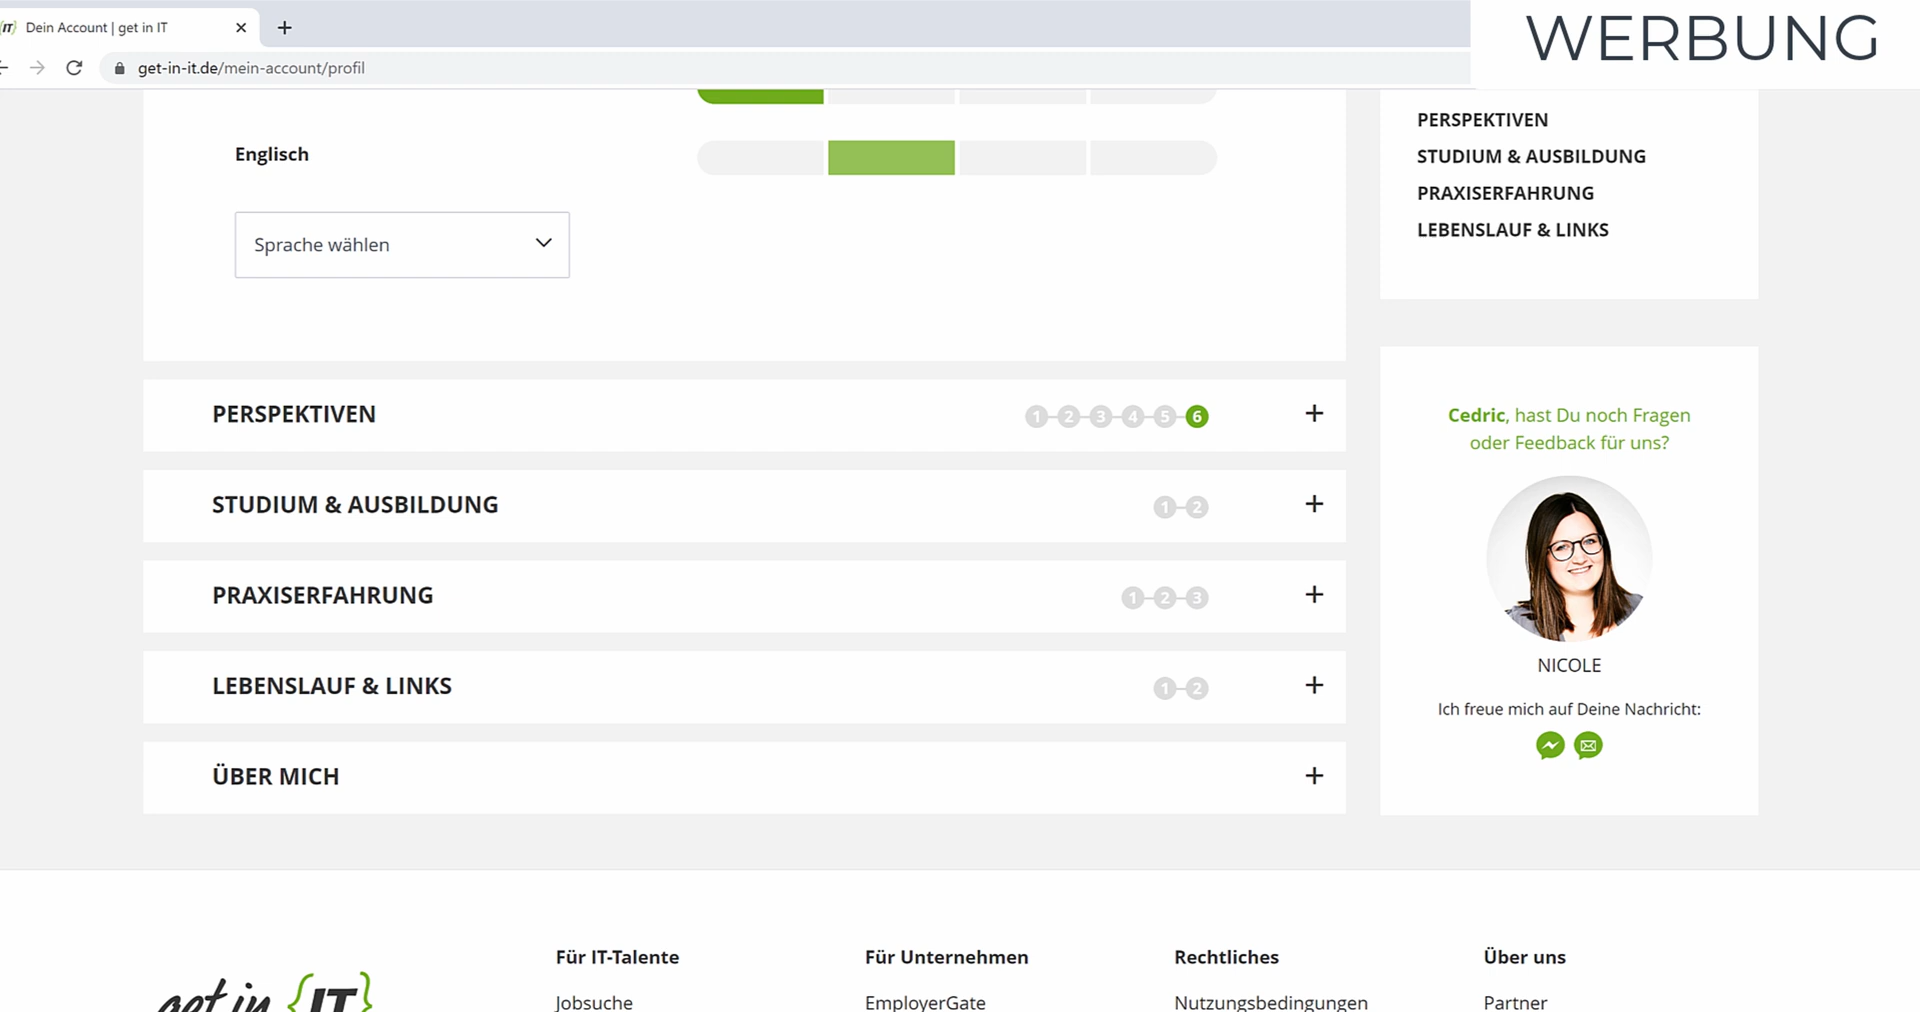 Dein Account | get in IT
WERBUNG
get-in-it.de/mein-account/profil
Englisch
Sprache wählen
PERSPEKTIVEN
1 2 3 4 5 6
STUDIUM & AUSBILDUNG
1 2
PRAXISERFAHRUNG
1 2 3
LEBENSLAUF & LINKS
1 2
ÜBER MICH
PERSPEKTIVEN
STUDIUM & AUSBILDUNG
PRAXISERFAHRUNG
LEBENSLAUF & LINKS
Cedric, hast Du noch Fragen
oder Feedback für uns?
NICOLE
Ich freue mich auf Deine Nachricht:
get in {IT}
Für IT-Talente
Jobsuche
Für Unternehmen
EmployerGate
Rechtliches
Nutzungsbedingungen
Über uns
Partner